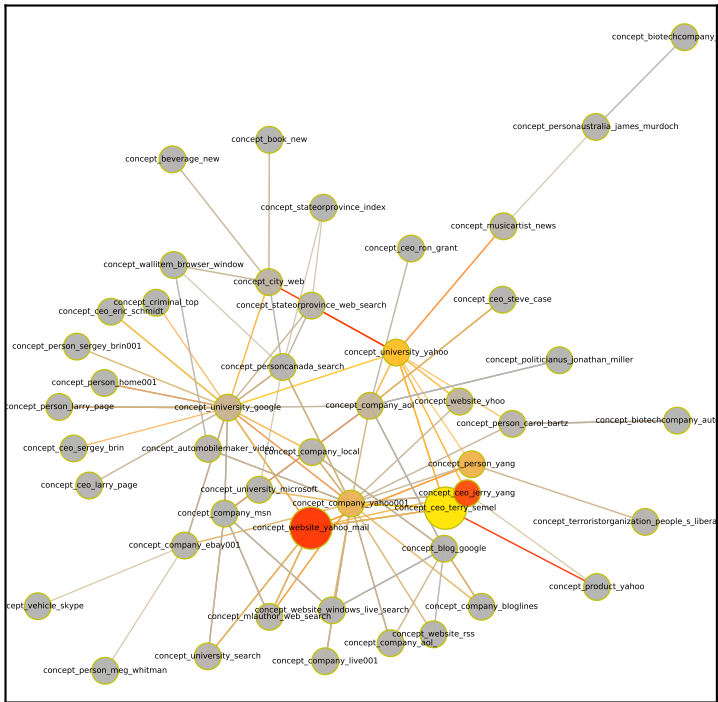 concept_biotechcompany_
concept_personaustralia_james_murdoch
concept_book_new
concept_beverage_new
concept_stateorprovince_index
concept_musicartist_news
concept_ceo_ron_grant
concept_wallitem_browser_window
concept_city_web
concept_criminal_top
concept_ceo_steve_case
concept_stateorprovince_web_search
concept_ceo_eric_schmidt
concept_person_sergey_brin001
concept_university_yahoo
concept_politicianus_jonathan_miller
concept_personcanada_search
concept_person_home001
concept_website_yhoo
concept_company_aol
concept_person_larry_page
concept_university_google
concept_person_carol_bartz
concept_biotechcompany_aut
concept_ceo_sergey_brin
concept_automobilemaker_video
concept_company_local
concept_person_yang
concept_ceo_larry_page
concept_university_microsoft
concept_ceo_jerry_yang
concept_company_yahoo001
concept_ceo_terry_semel
concept_company_msn
concept_terroristorganization_people_s_libera
concept_website_yahoo_mail
concept_company_ebay001
concept_blog_google
concept_product_yahoo
cept_vehicle_skype
concept_company_bloglines
concept_website_windows_live_search
concept_mlauthor_web_search
concept_website_rss
concept_company_aol_
concept_university_search
concept_company_live001
concept_person_meg_whitman